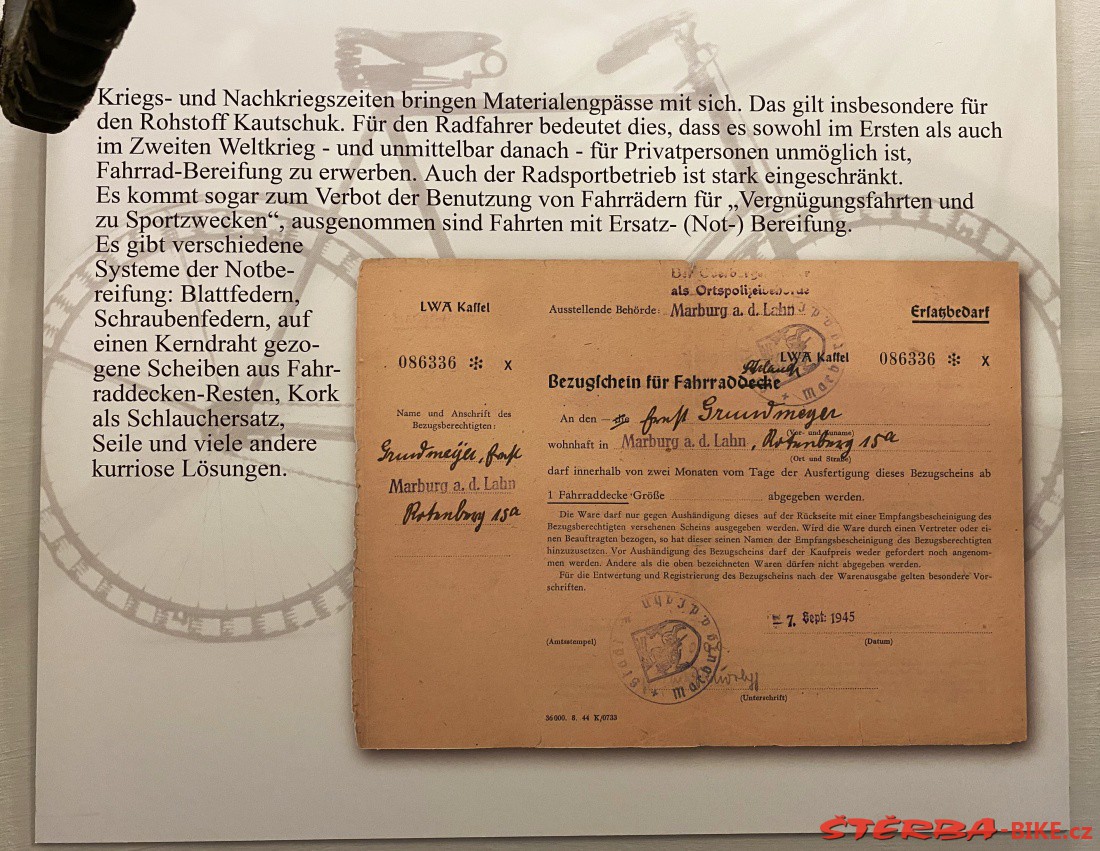 Kriegs- und Nachkriegszeiten bringen Materialengpässe mit sich. Das gilt insbesondere für
den Rohstoff Kautschuk. Für den Radfahrer bedeutet dies, dass es sowohl im Ersten als auch
im Zweiten Weltkrieg - und unmittelbar danach - für Privatpersonen unmöglich ist,
Fahrrad-Bereifung zu erwerben. Auch der Radsportbetrieb ist stark eingeschränkt.
Es kommt sogar zum Verbot der Benutzung von Fahrrädern für „Vergnügungsfahrten und
zu Sportzwecken“, ausgenommen sind Fahrten mit Ersatz- (Not-) Bereifung.
Es gibt verschiedene
Systeme der Notbe-
reifung: Blattfedern,
Schraubenfedern, auf
einen Kerndraht gezo-
gene Scheiben aus Fahr-
raddecken-Resten, Kork
als Schlauchersatz,
Seile und viele andere
kurriose Lösungen.
LWA Kassel
086336 ✻ X
Name und Anschrift des
Bezugsberechtigten:
Grundmeyer, Ernst
Marburg a. d. Lahn
Rotenberg 15a
als Ortspolizeibehörde
Ausstellende Behörde: Marburg a. d. Lahn
Ersatzbedarf
LWA Kassel 086336 ✻ X
Bezugschein für Fahrraddecke
An den – die Ernst Grundmeyer
(Vor- und Zuname)
wohnhaft in Marburg a. d. Lahn, Rotenberg 15a
(Ort und Straße)
darf innerhalb von zwei Monaten vom Tage der Ausfertigung dieses Bezugscheins ab
1 Fahrraddecke Größe abgegeben werden.
Die Ware darf nur gegen Aushändigung dieses auf der Rückseite mit einer Empfangsbescheinigung des
Bezugsberechtigten versehenen Scheins ausgegeben werden. Wird die Ware durch einen Vertreter oder ei-
nen Beauftragten bezogen, so hat dieser seinen Namen der Empfangsbescheinigung des Bezugsberechtigten
hinzuzusetzen. Vor Aushändigung des Bezugscheins darf der Kaufpreis weder gefordert noch angenom-
men werden. Andere als die oben bezeichneten Waren dürfen nicht abgegeben werden.
Für die Entwertung und Registrierung des Bezugscheins nach der Warenausgabe gelten besondere Vor-
schriften.
7. Sept. 1945
(Amtsstempel)
(Datum)
(Unterschrift)
36000. 8. 44 K/0733
ŠTĚRBA-BIKE.cz